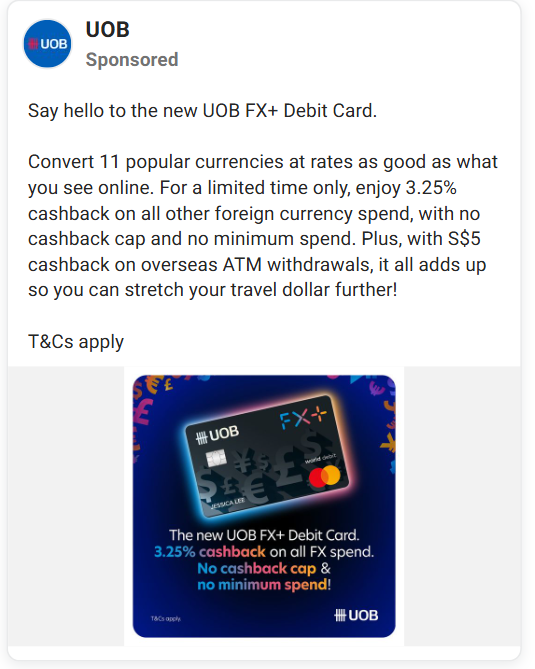 UOB
UOB
Sponsored
Say hello to the new UOB FX+ Debit Card.
Convert 11 popular currencies at rates as good as what
you see online. For a limited time only, enjoy 3.25%
cashback on all other foreign currency spend, with no
cashback cap and no minimum spend. Plus, with S$5
cashback on overseas ATM withdrawals, it all adds up
so you can stretch your travel dollar further!
T&Cs apply
UOB
FX+
world debit
JESSICA LEE
The new UOB FX+ Debit Card.
3.25% cashback on all FX spend.
No cashback cap &
no minimum spend!
T&Cs apply.
UOB